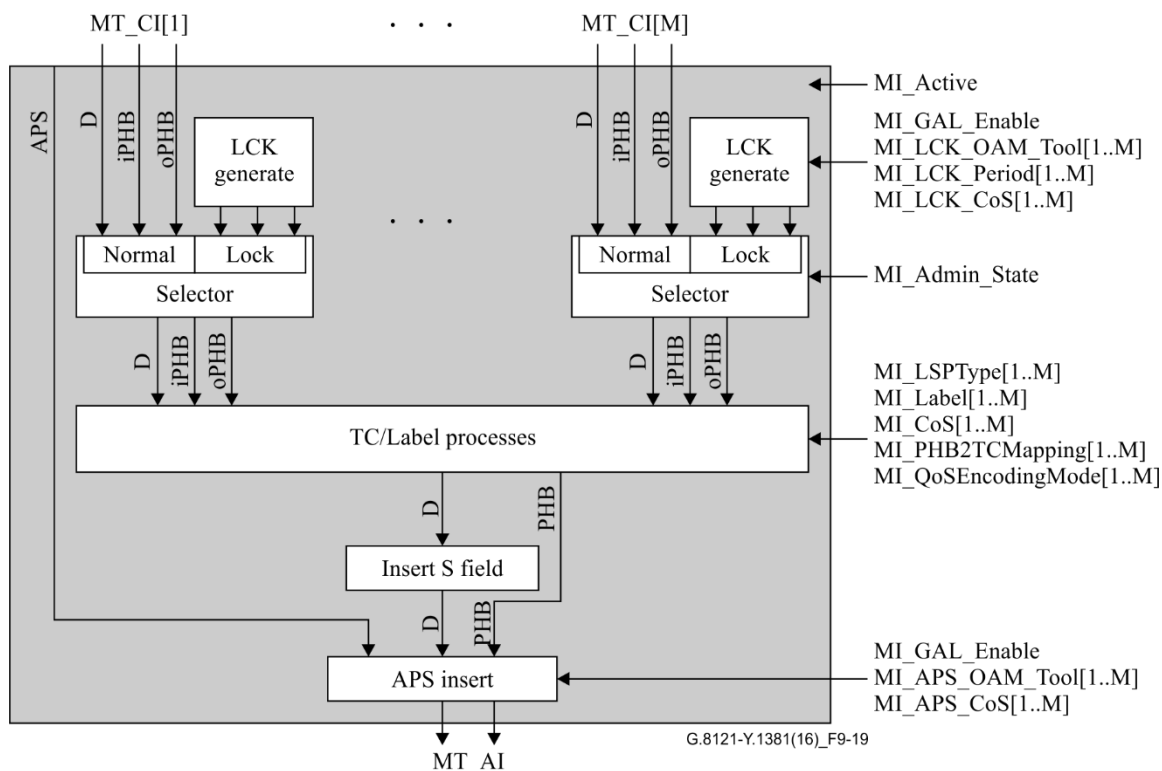 MT_CI[1] . . . MT_CI[M]
MI_Active
APS D iPHB oPHB D iPHB oPHB
MI_GAL_Enable
LCK generate LCK generate
MI_LCK_OAM_Tool[1..M]
MI_LCK_Period[1..M]
MI_LCK_CoS[1..M]
. . .
Normal Lock Normal Lock
Selector Selector
MI_Admin_State
D iPHB oPHB D iPHB oPHB
MI_LSPType[1..M]
MI_Label[1..M]
MI_CoS[1..M]
TC/Label processes
MI_PHB2TCMapping[1..M]
MI_QoSEncodingMode[1..M]
D PHB
Insert S field
D PHB
MI_GAL_Enable
APS insert
MI_APS_OAM_Tool[1..M]
MI_APS_CoS[1..M]
G.8121-Y.1381(16)_F9-19
MT_AI